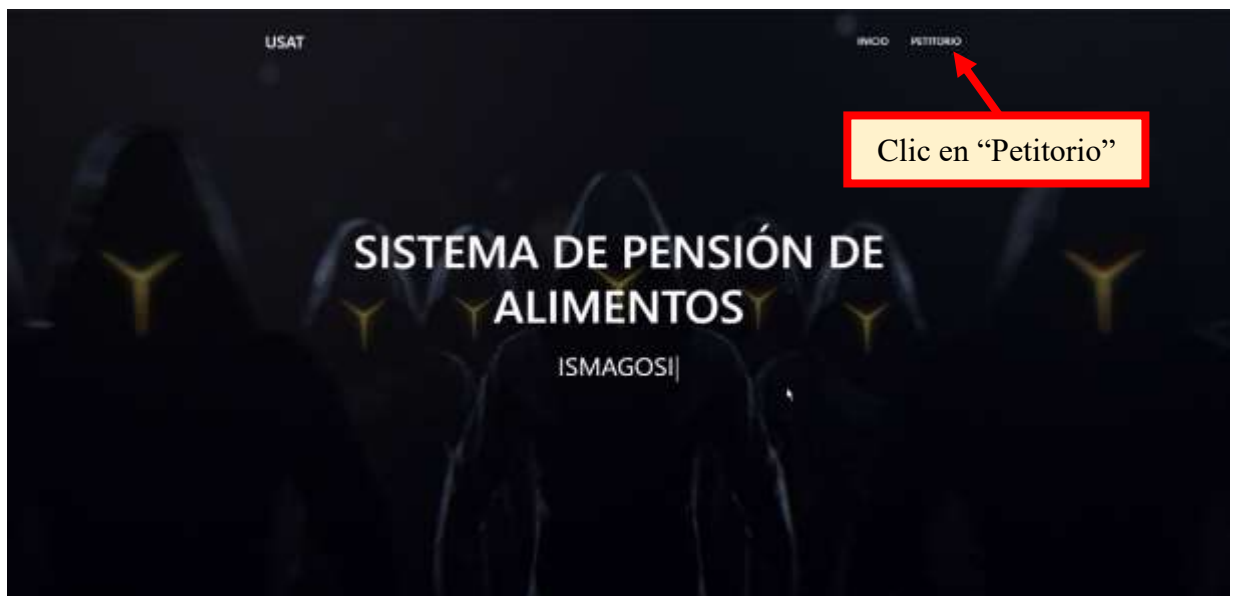 USAT
INICIO PETITORIO
Clic en “Petitorio”
SISTEMA DE PENSIÓN DE
ALIMENTOS
ISMAGOSI